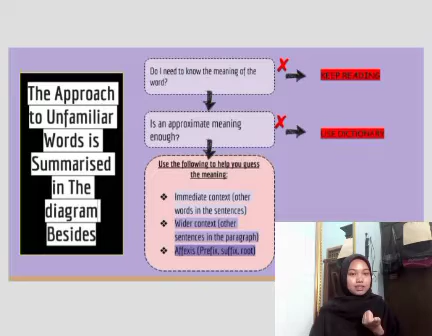 The Approach
to Unfamiliar
Words is
Summarised
in The
diagram
Besides
Do I need to know the meaning of the
word?
KEEP READING
Is an approximate meaning
enough?
USE DICTIONARY
Use the following to help you guess
the meaning:
Immediate context (other
words in the sentences)
Wider context (other
sentences in the paragraph)
Affexis (Prefix, suffix, root)